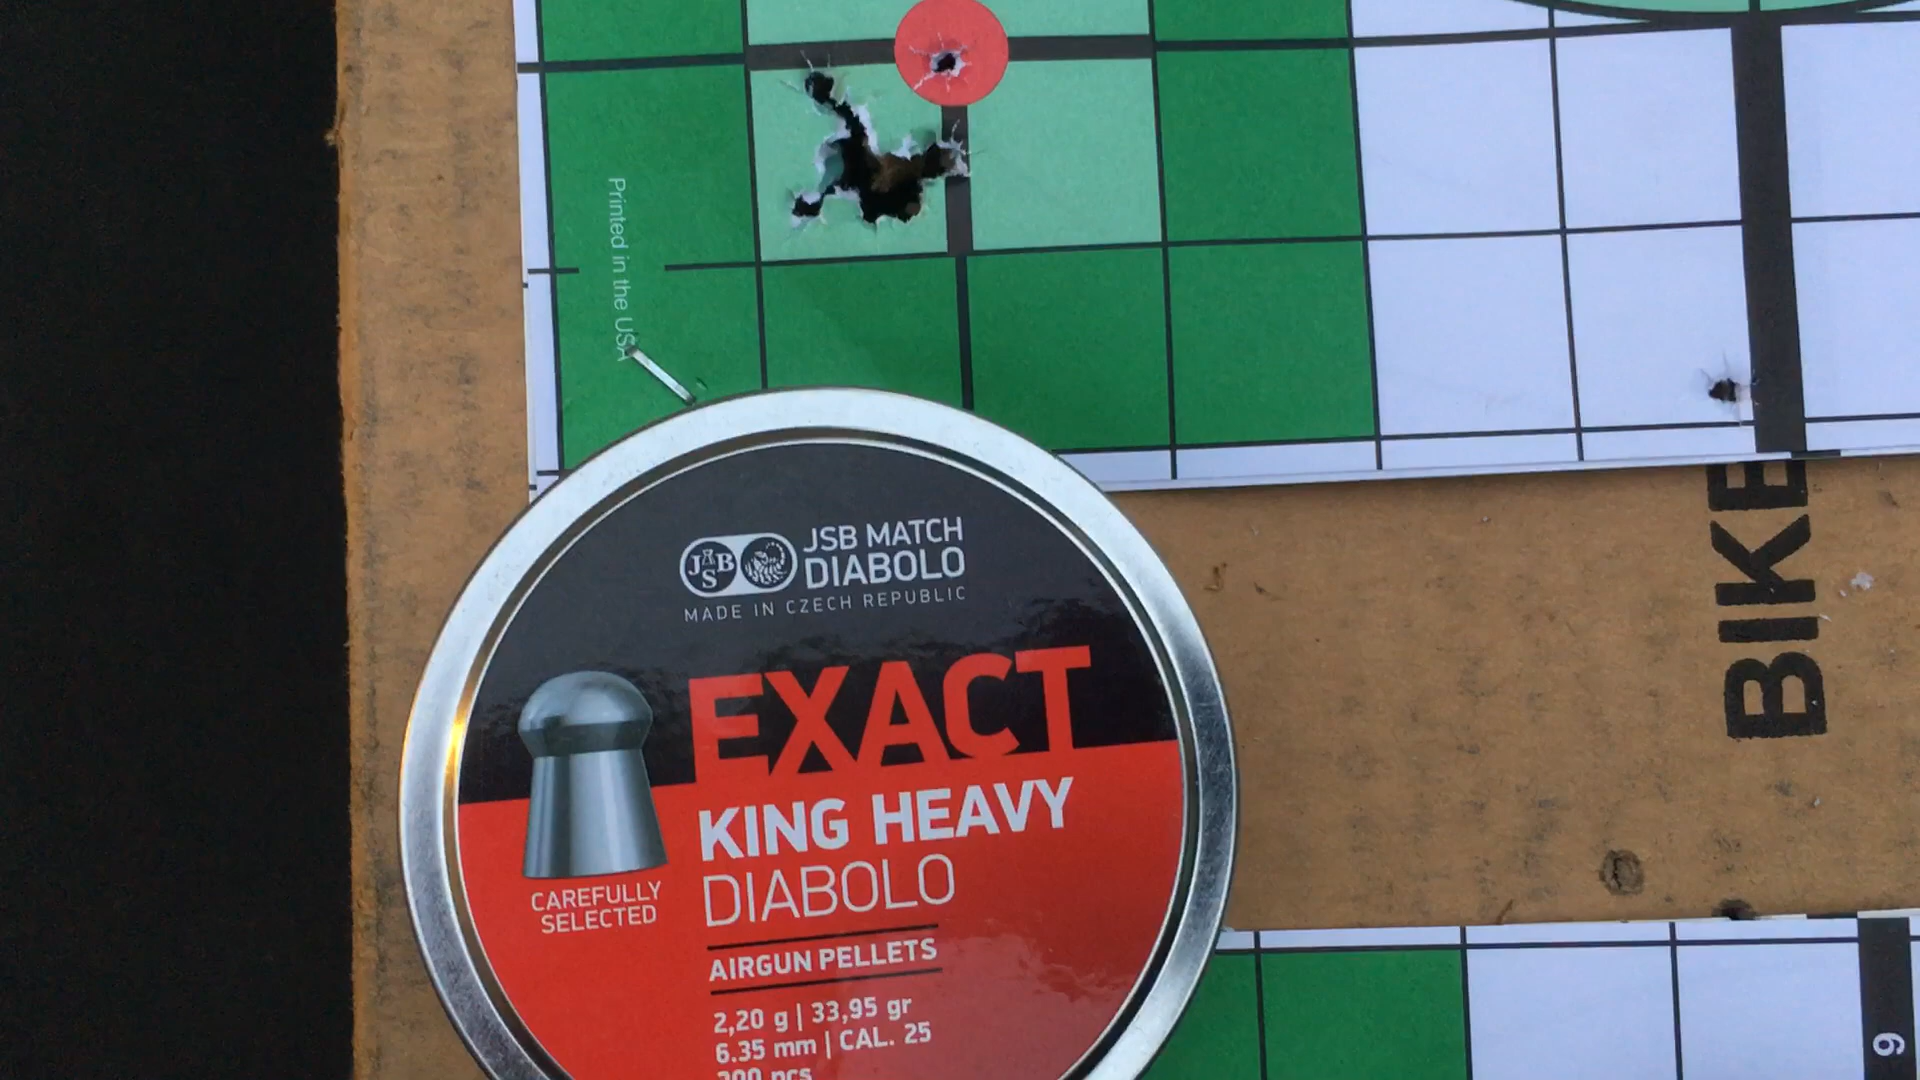 Printed in the USA
JSB
JSB MATCH
DIABOLO
MADE IN CZECH REPUBLIC
EXACT
KING HEAVY
DIABOLO
CAREFULLY
SELECTED
AIRGUN PELLETS
2,20 g | 33,95 gr
6.35 mm | CAL. 25
BIKE